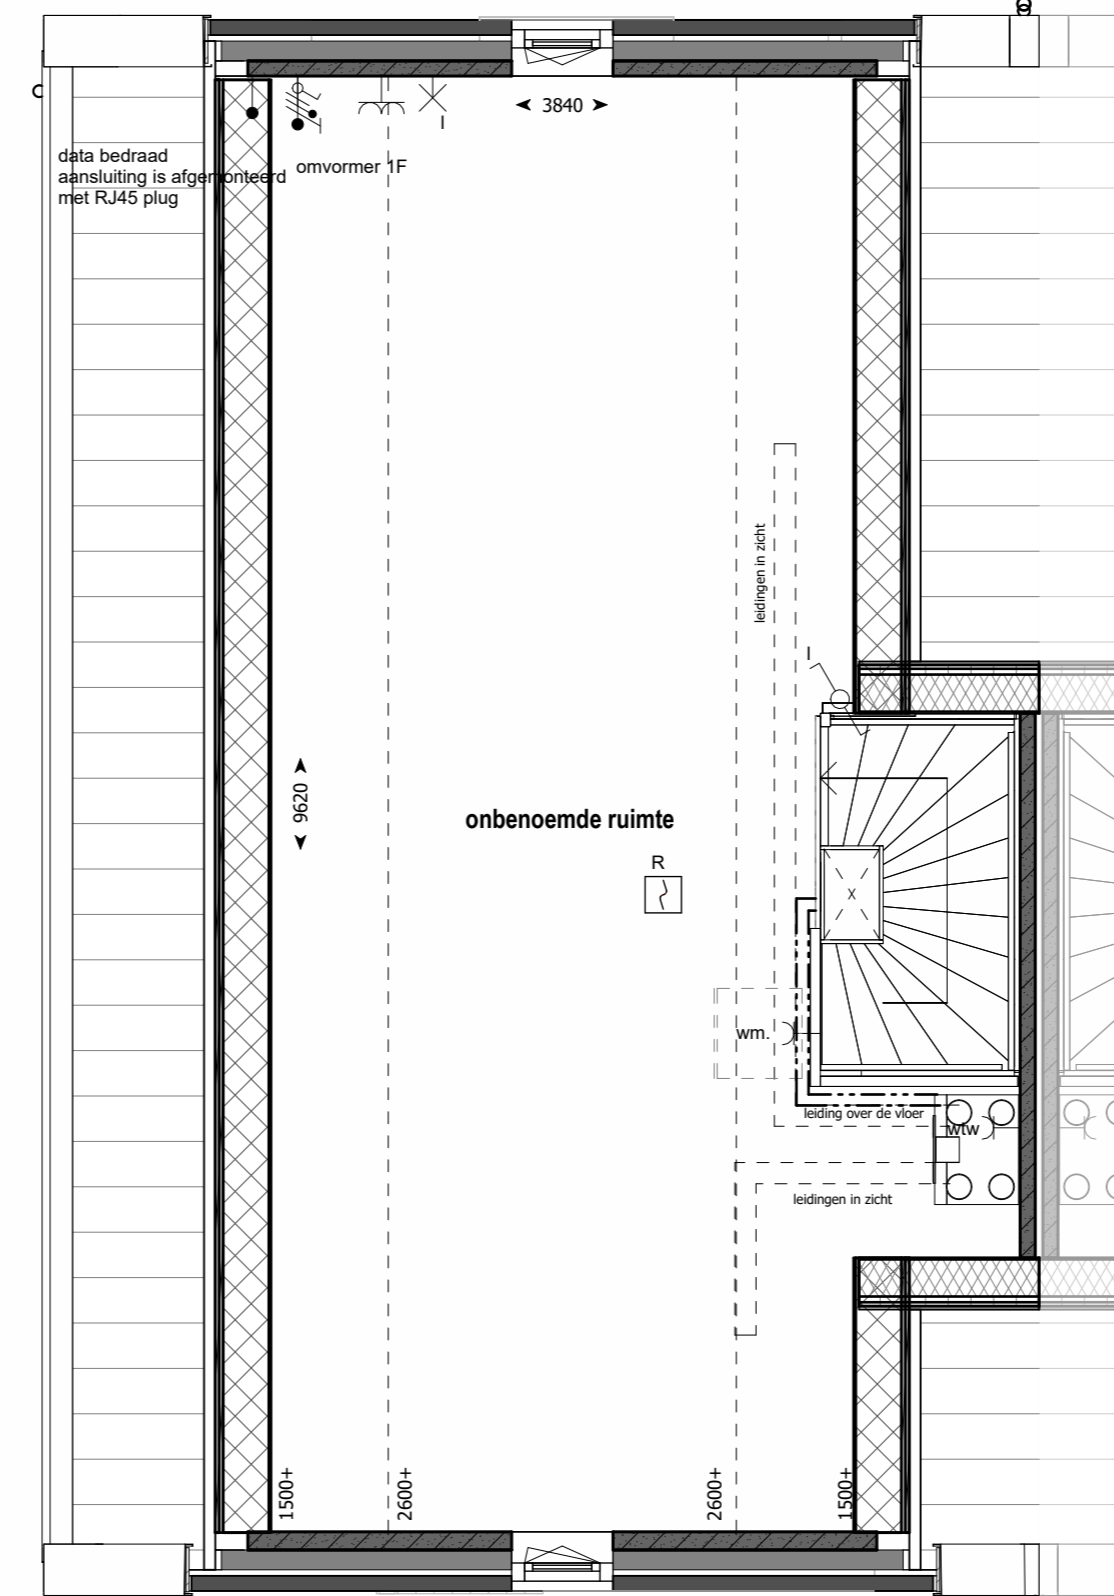 3840
data bedraad
aansluiting is afgemonteerd
met RJ45 plug
omvormer 1F
leidingen in zicht
9620
onbenoemde ruimte
R
x
wm.
leiding over de vloer
wtw
leidingen in zicht
1500+
2600+
2600+
1500+